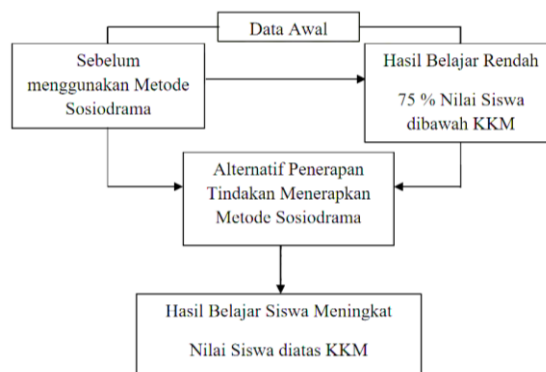 Data Awal
Sebelum
menggunakan Metode
Sosiodrama
Hasil Belajar Rendah
75 % Nilai Siswa
dibawah KKM
Alternatif Penerapan
Tindakan Menerapkan
Metode Sosiodrama
Hasil Belajar Siswa Meningkat
Nilai Siswa diatas KKM